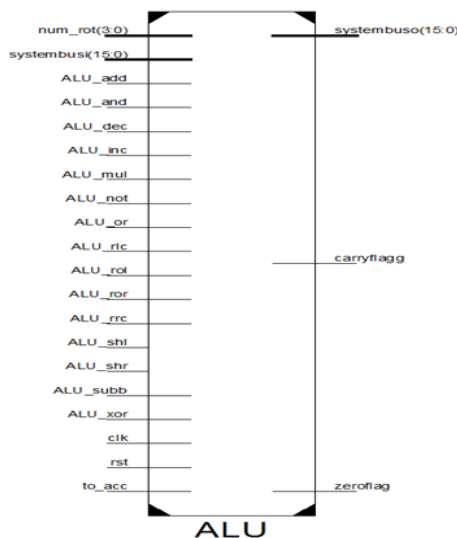 num_rot(3:0)
systembuso(15:0)
systembusi(15:0)
ALU_add
ALU_and
ALU_dec
ALU_inc
ALU_mul
ALU_not
ALU_or
ALU_rlc
carryflagg
ALU_rol
ALU_ror
ALU_rrc
ALU_shl
ALU_shr
ALU_subb
ALU_xor
clk
rst
to_acc
zeroflag
ALU